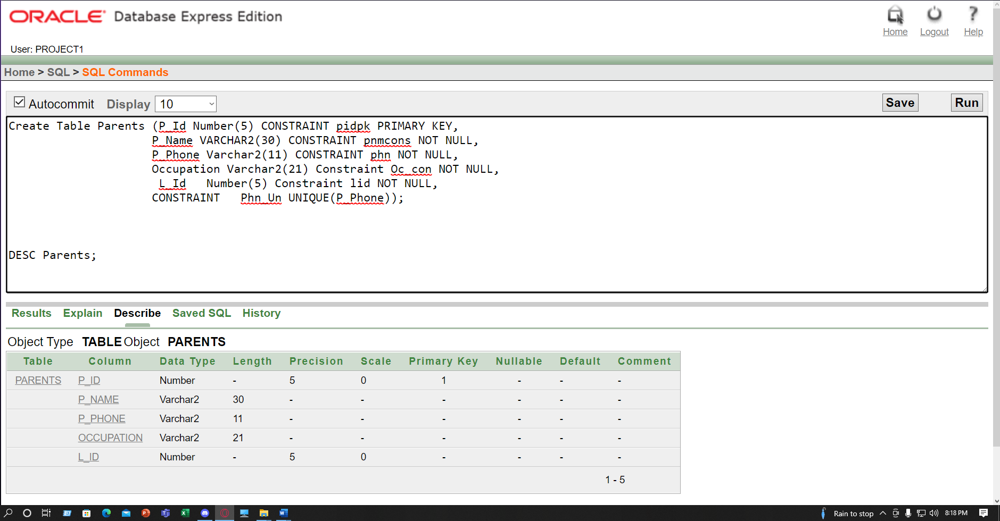 ORACLE Database Express Edition
Home Logout Help
User: PROJECT1
Home > SQL > SQL Commands
Autocommit Display 10 Save Run
Create Table Parents (P_Id Number(5) CONSTRAINT pidpk PRIMARY KEY,
P_Name VARCHAR2(30) CONSTRAINT pnmcons NOT NULL,
P_Phone Varchar2(11) CONSTRAINT phn NOT NULL,
Occupation Varchar2(21) Constraint Oc_con NOT NULL,
L_Id Number(5) Constraint lid NOT NULL,
CONSTRAINT Phn_Un UNIQUE(P_Phone));
DESC Parents;
Results Explain Describe Saved SQL History
Object Type TABLE Object PARENTS
Table Column Data Type Length Precision Scale Primary Key Nullable Default Comment
PARENTS P_ID Number - 5 0 1 - - -
P_NAME Varchar2 30 - - - - - -
P_PHONE Varchar2 11 - - - - - -
OCCUPATION Varchar2 21 - - - - - -
L_ID Number - 5 0 - - - -
1 - 5
Rain to stop 8:18 PM